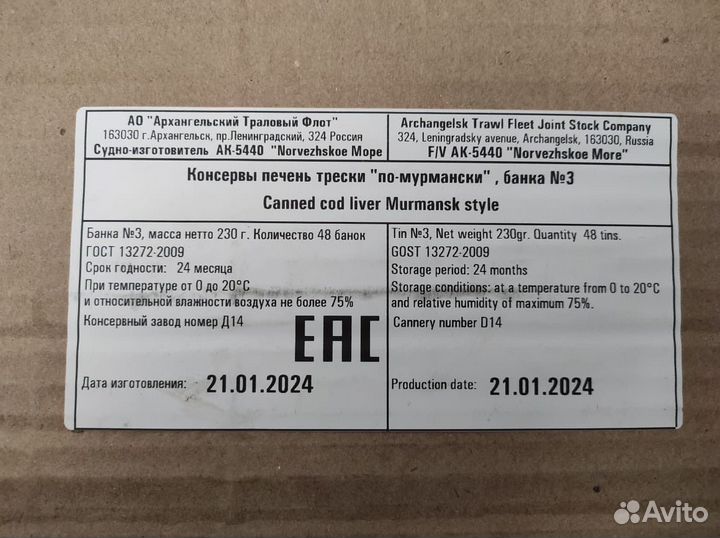 АО "Архангельский Траловый Флот"
163030 г.Архангельск, пр.Ленинградский, 324 Россия
Судно-изготовитель АК-5440 "Norvezhskoe Море
Archangelsk Trawl Fleet Joint Stock Company
324, Leningradsky avenue, Archangelsk, 163030, Russia
F/V AK-5440 "Norvezhskoe More"
Консервы печень трески "по-мурмански" , банка №3
Canned cod liver Murmansk style
Банка №3, масса нетто 230 г. Количество 48 банок
ГОСТ 13272-2009
Срок годности: 24 месяца
При температуре от 0 до 20°С
и относительной влажности воздуха не более 75%
Консервный завод номер Д14
EAC
Дата изготовления: 21.01.2024
Tin №3, Net weight 230gr. Quantity 48 tins.
GOST 13272-2009
Storage period: 24 months
Storage conditions: at a temperature from 0 to 20°C
and relative humidity of maximum 75%.
Cannery number D14
Production date: 21.01.2024
Avito